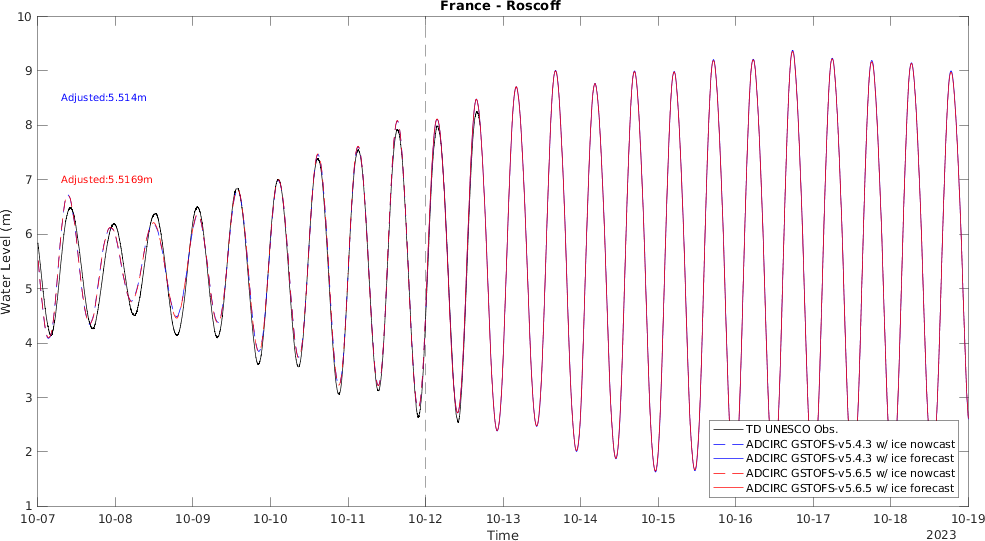 France - Roscoff
10
9
8
7
6
5
4
3
2
1
Water Level (m)
Adjusted:5.514m
Adjusted:5.5169m
TD UNESCO Obs.
ADCIRC GSTOFS-v5.4.3 w/ ice nowcast
ADCIRC GSTOFS-v5.4.3 w/ ice forecast
ADCIRC GSTOFS-v5.6.5 w/ ice nowcast
ADCIRC GSTOFS-v5.6.5 w/ ice forecast
10-07 10-08 10-09 10-10 10-11 10-12 10-13 10-14 10-15 10-16 10-17 10-18 10-19
Time
2023